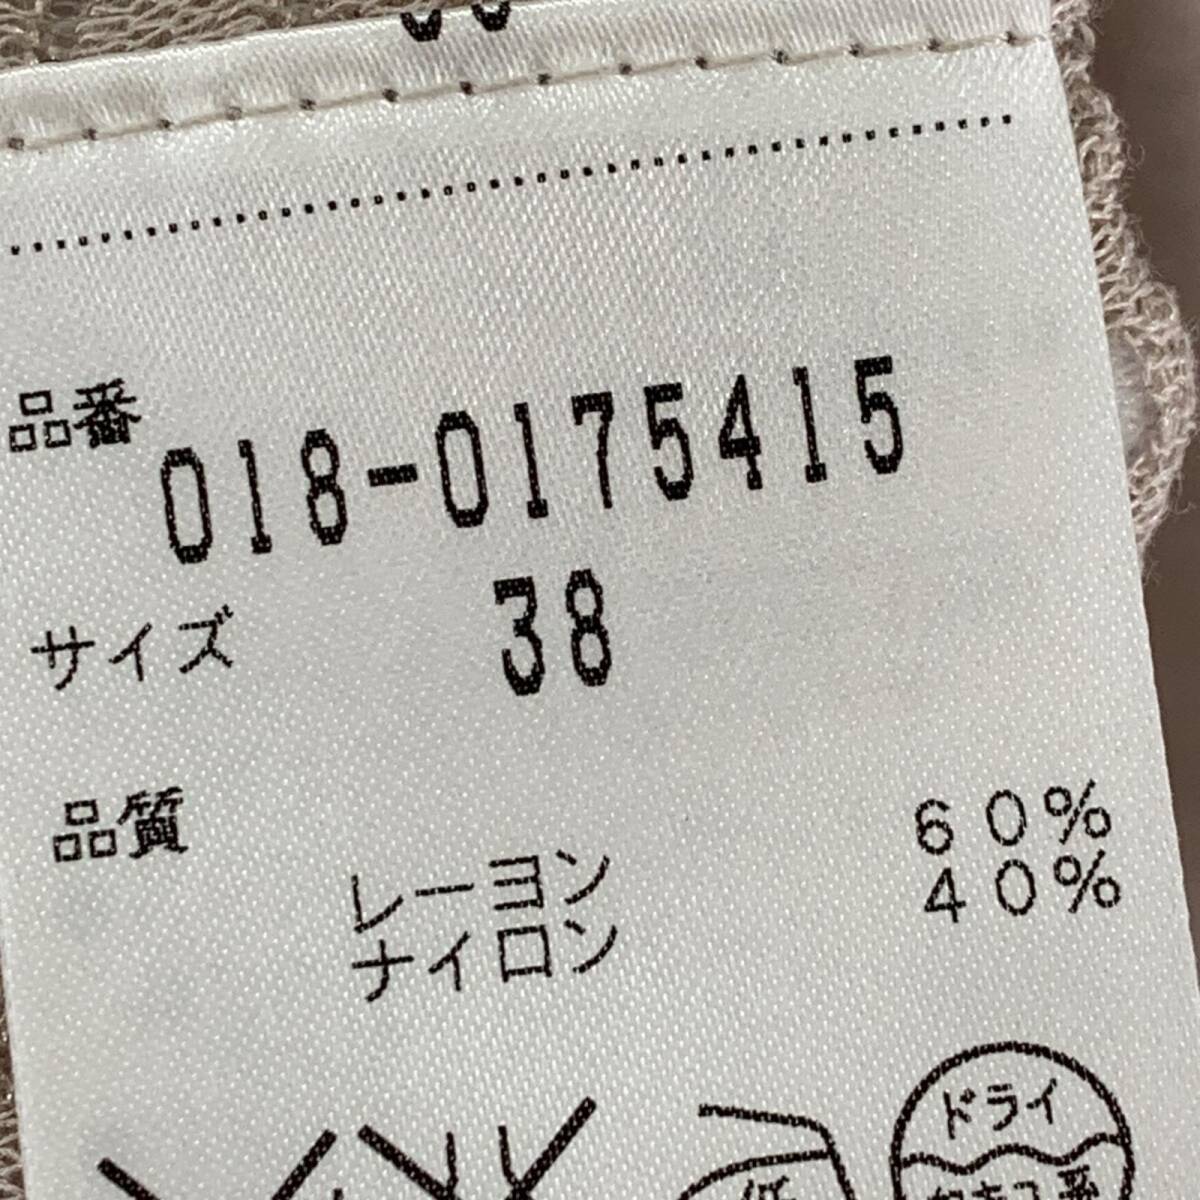 品番
018-0175415
サイズ 38
品質
レーヨン 60%
ナイロン 40%
ドライ
低